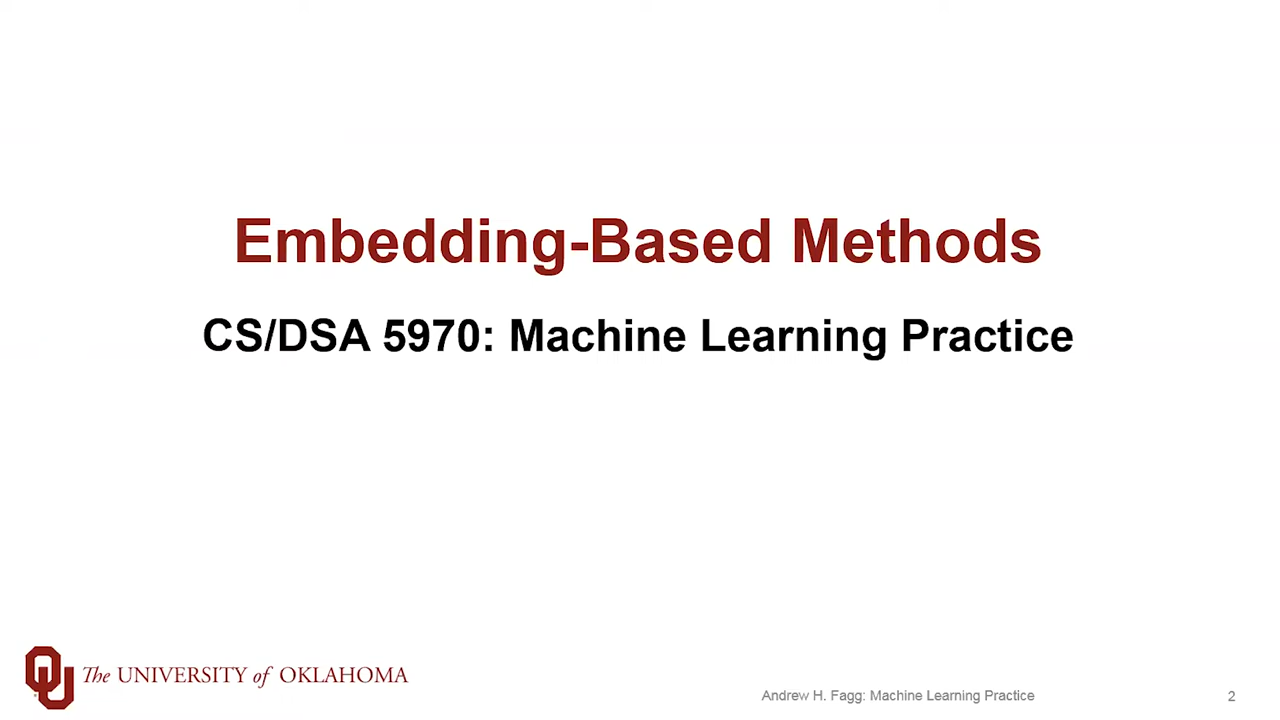 Embedding-Based Methods
CS/DSA 5970: Machine Learning Practice
The UNIVERSITY of OKLAHOMA
Andrew H. Fagg: Machine Learning Practice
2